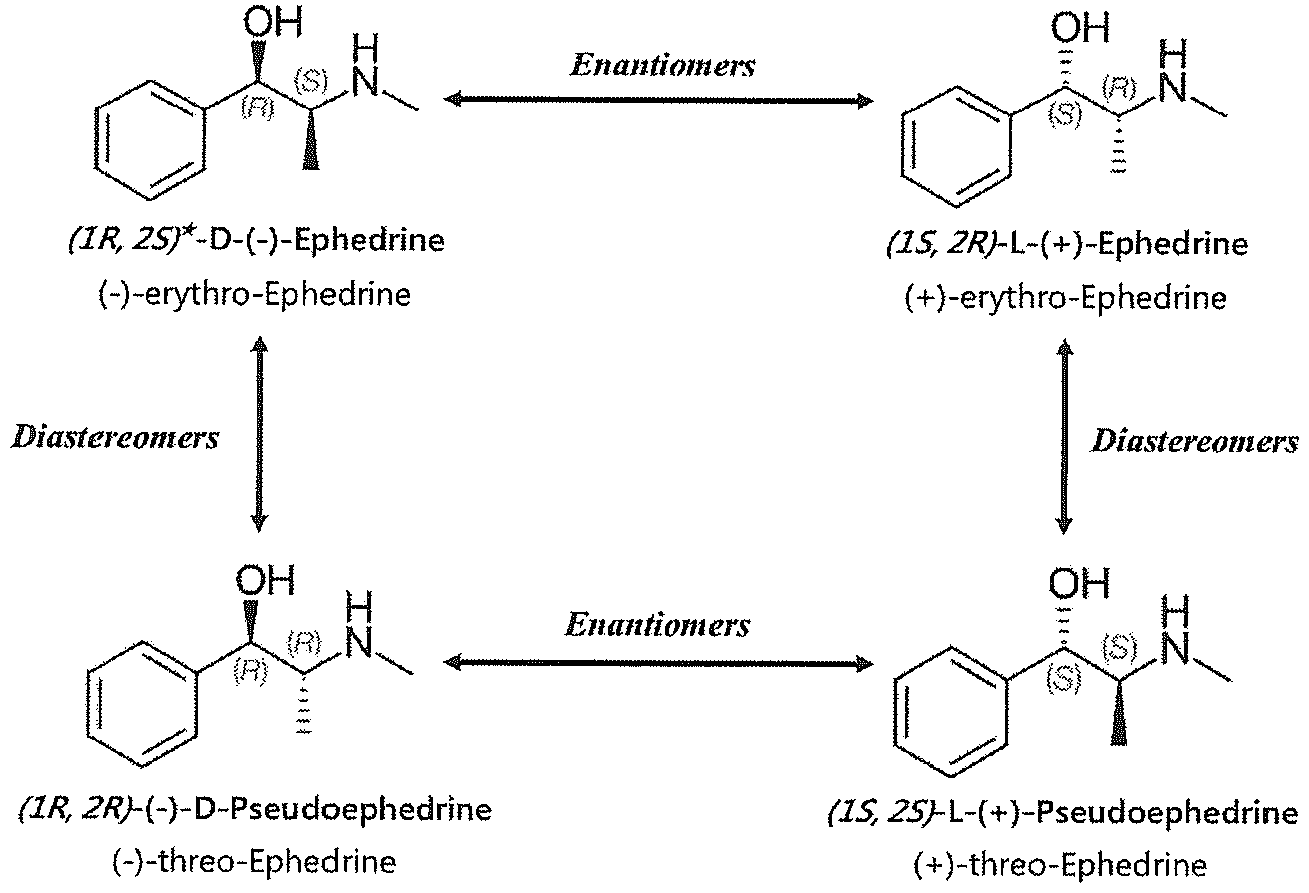 OH
H
N
(S)
(R)
Enantiomers
OH
H
N
(R)
(S)
(1R, 2S)*-D-(-)-Ephedrine
(-)-erythro-Ephedrine
(1S, 2R)-L-(+)-Ephedrine
(+)-erythro-Ephedrine
Diastereomers
Diastereomers
OH
H
N
(R)
(R)
Enantiomers
OH
H
N
(S)
(S)
(1R, 2R)-(-)-D-Pseudoephedrine
(-)-threo-Ephedrine
(1S, 2S)-L-(+)-Pseudoephedrine
(+)-threo-Ephedrine